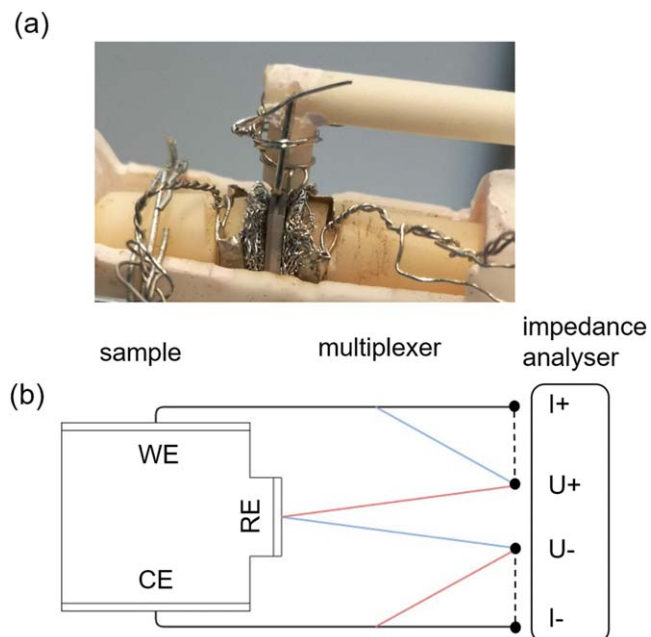 (a)
sample
multiplexer
impedance
analyser
(b)
I+
WE
U+
RE
U-
CE
I-